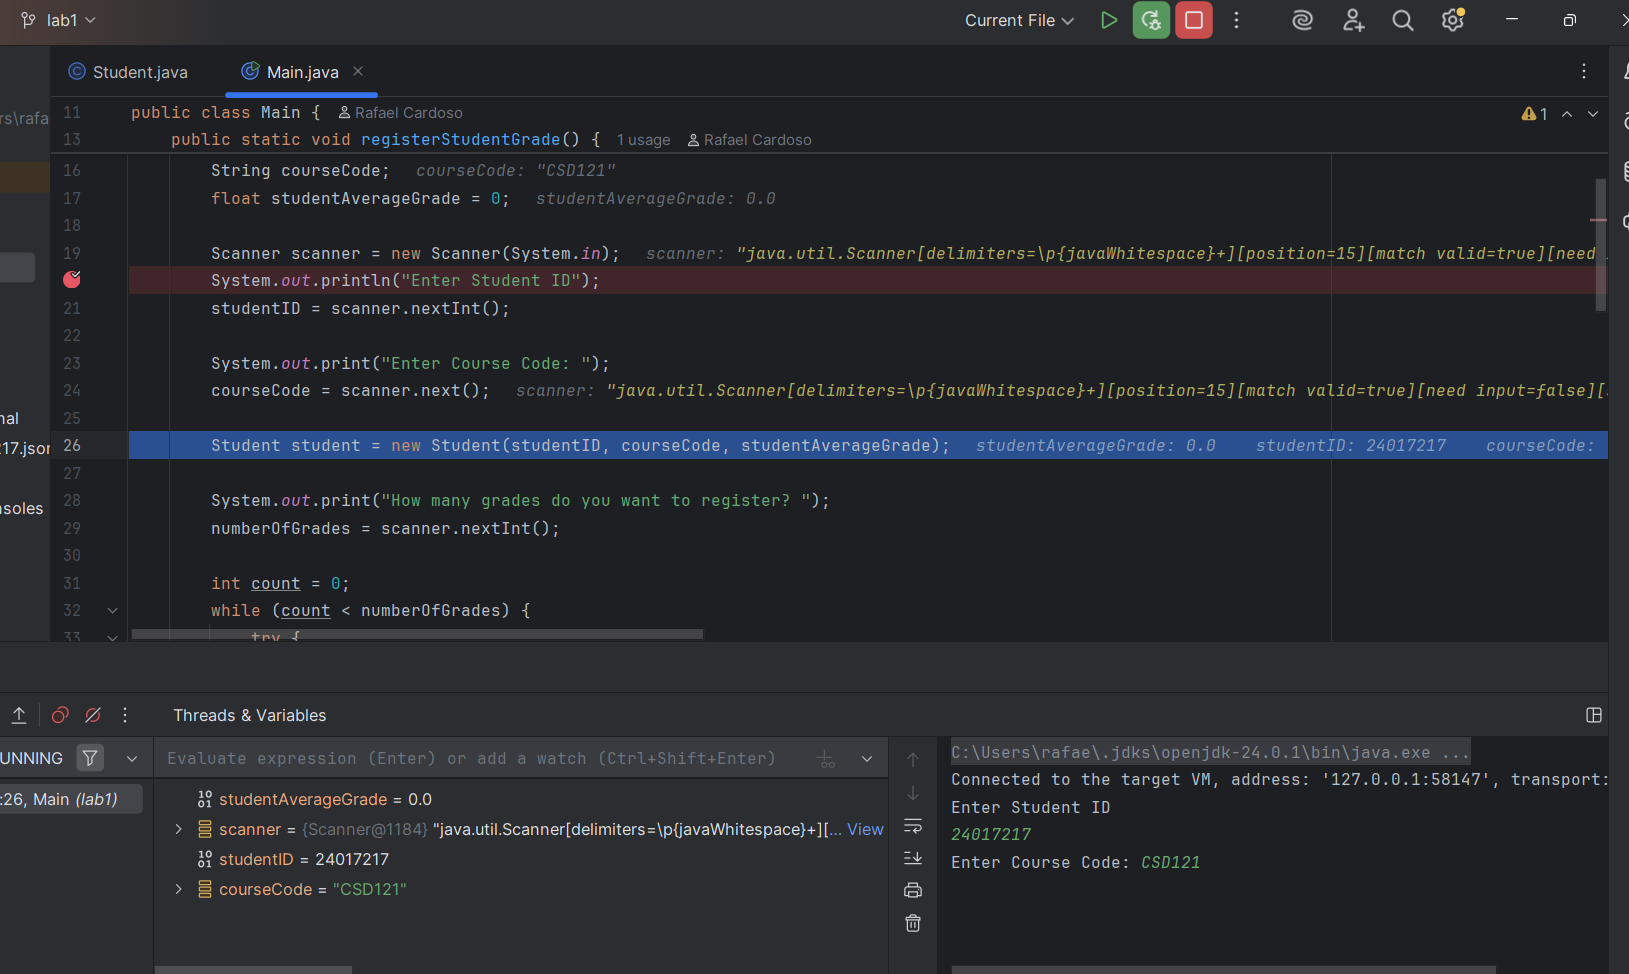 lab1
Current File
Student.java
Main.java
rs\rafa
nal
17.json
nsoles
11 public class Main { Rafael Cardoso
1
13 public static void registerStudentGrade() { 1 usage Rafael Cardoso
16 String courseCode; courseCode: "CSD121"
17 float studentAverageGrade = 0; studentAverageGrade: 0.0
18
19 Scanner scanner = new Scanner(System.in); scanner: "java.util.Scanner[delimiters=\p{javaWhitespace}+][position=15][match valid=true][need
System.out.println("Enter Student ID");
21 studentID = scanner.nextInt();
22
23 System.out.print("Enter Course Code: ");
24 courseCode = scanner.next(); scanner: "java.util.Scanner[delimiters=\p{javaWhitespace}+][position=15][match valid=true][need input=false][
25
26 Student student = new Student(studentID, courseCode, studentAverageGrade); studentAverageGrade: 0.0 studentID: 24017217 courseCode:
27
28 System.out.print("How many grades do you want to register? ");
29 numberOfGrades = scanner.nextInt();
30
31 int count = 0;
32 while (count < numberOfGrades) {
33 try {
Threads & Variables
UNNING
:26, Main (lab1)
Evaluate expression (Enter) or add a watch (Ctrl+Shift+Enter)
studentAverageGrade = 0.0
scanner = {Scanner@1184} "java.util.Scanner[delimiters=\p{javaWhitespace}+][... View
studentID = 24017217
courseCode = "CSD121"
C:\Users\rafae\.jdks\openjdk-24.0.1\bin\java.exe ...
Connected to the target VM, address: '127.0.0.1:58147', transport:
Enter Student ID
24017217
Enter Course Code: CSD121